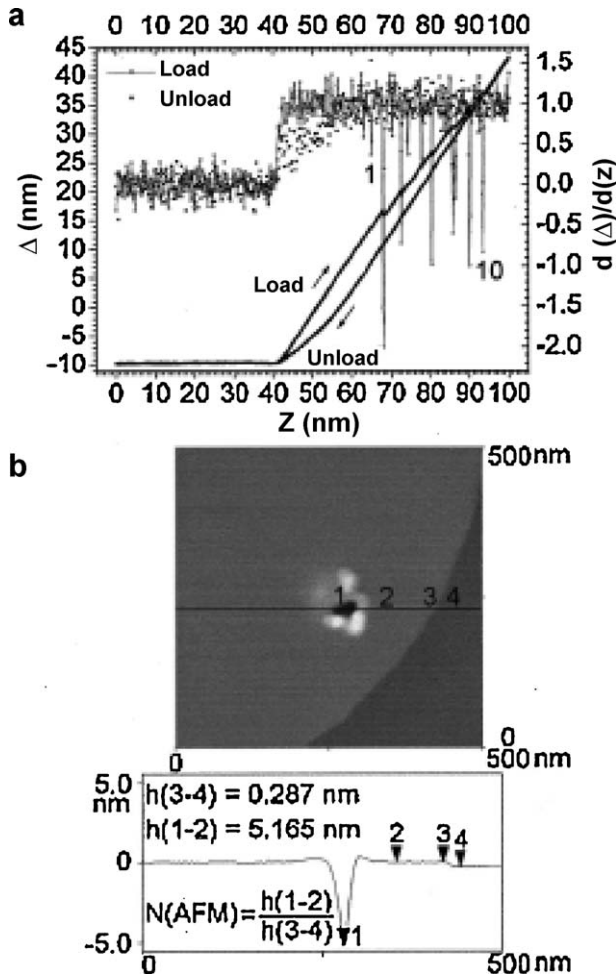 a
0 10 20 30 40 50 60 70 80 90 100
45
40
35
30
25
20
15
10
5
0
-5
-10
Δ (nm)
Load
Unload
1
10
Load
Unload
1.5
1.0
0.5
0.0
-0.5
-1.0
-1.5
-2.0
d (Δ)/d(z)
0 10 20 30 40 50 60 70 80 90 100
Z (nm)
b
500nm
1 2 3 4
0
0 500nm
5.0
nm
0
-5.0
h(3-4) = 0.287 nm
h(1-2) = 5.165 nm
2 3 4
N(AFM)=h(1-2)
h(3-4)
1
0 500nm